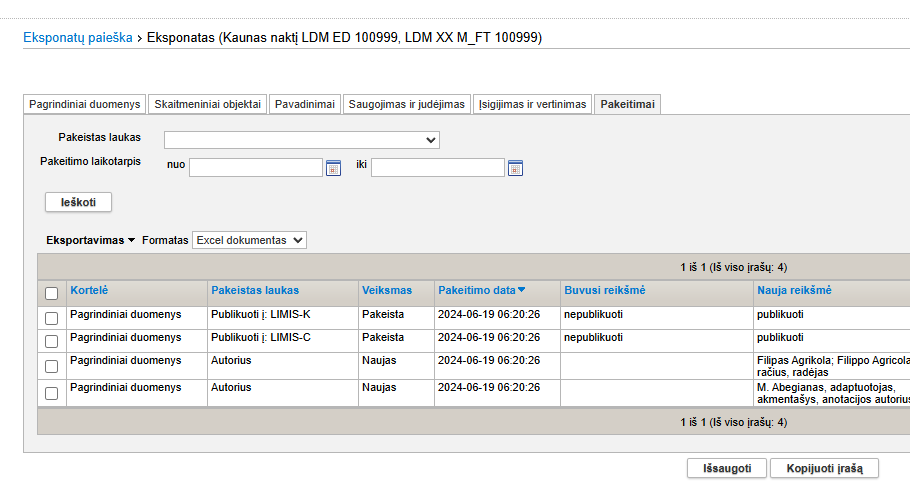 Eksponatų paieška › Eksponatas (Kaunas naktį LDM ED 100999, LDM XX M_FT 100999)
Pagrindiniai duomenys Skaitmeniniai objektai Pavadinimai Saugojimas ir judėjimas Įsigijimas ir vertinimas Pakeitimai
Pakeistas laukas
Pakeitimo laikotarpis nuo iki
Ieškoti
Eksportavimas Formatas Excel dokumentas
1 iš 1 (Iš viso įrašų: 4)
Kortelė Pakeistas laukas Veiksmas Pakeitimo data Buvusi reikšmė Nauja reikšmė
Pagrindiniai duomenys Publikuoti į: LIMIS-K Pakeista 2024-06-19 06:20:26 nepublikuoti publikuoti
Pagrindiniai duomenys Publikuoti į: LIMIS-C Pakeista 2024-06-19 06:20:26 nepublikuoti publikuoti
Pagrindiniai duomenys Autorius Naujas 2024-06-19 06:20:26 Filipas Agrikola; Filippo Agricola
račius, radėjas
Pagrindiniai duomenys Autorius Naujas 2024-06-19 06:20:26 M. Abegianas, adaptuotojas,
akmentašys, anotacijos autorius
1 iš 1 (Iš viso įrašų: 4)
Išsaugoti Kopijuoti įrašą